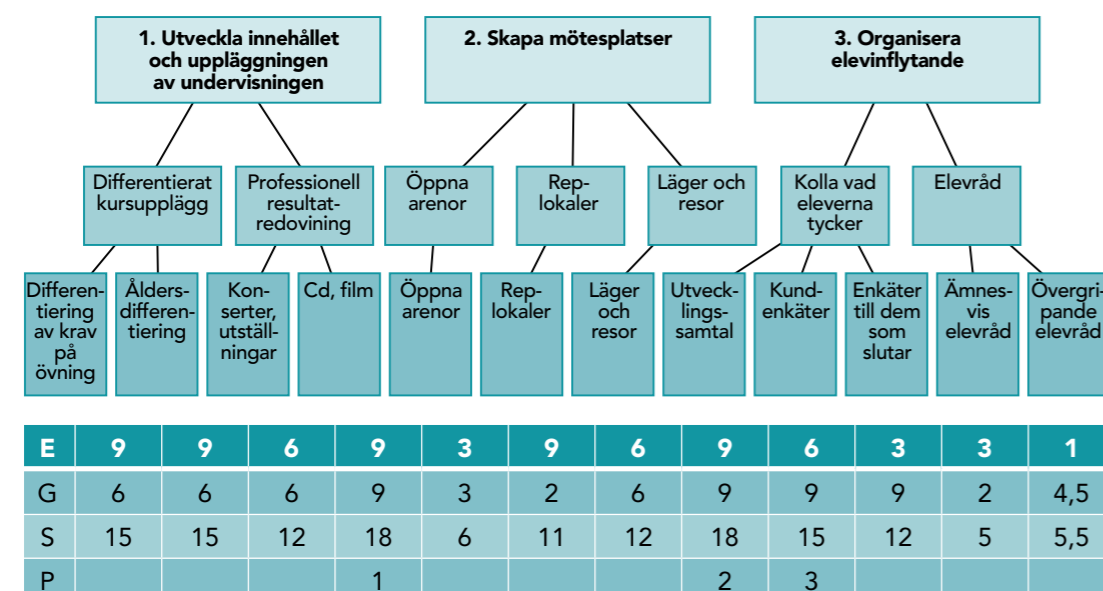 1. Utveckla innehållet
och uppläggningen
av undervisningen
2. Skapa mötesplatser
3. Organisera
elevinflytande
Differentierat
kursupplägg
Professionell
resultat-
redovining
Öppna
arenor
Rep-
lokaler
Läger och
resor
Kolla vad
eleverna
tycker
Elevråd
Differen-
tiering
av krav
på
övning
Ålders-
differen-
tiering
Kon-
serter,
utställ-
ningar
Cd, film
Öppna
arenor
Rep-
lokaler
Läger
och
resor
Utveck-
lings-
samtal
Kund-
enkäter
Enkäter
till dem
som
slutar
Ämnes-
vis
elevråd
Övergri-
pande
elevråd
E 9 9 6 9 3 9 6 9 6 3 3 1
G 6 6 6 9 3 2 6 9 9 9 2 4,5
S 15 15 12 18 6 11 12 18 15 12 5 5,5
P 1 2 3